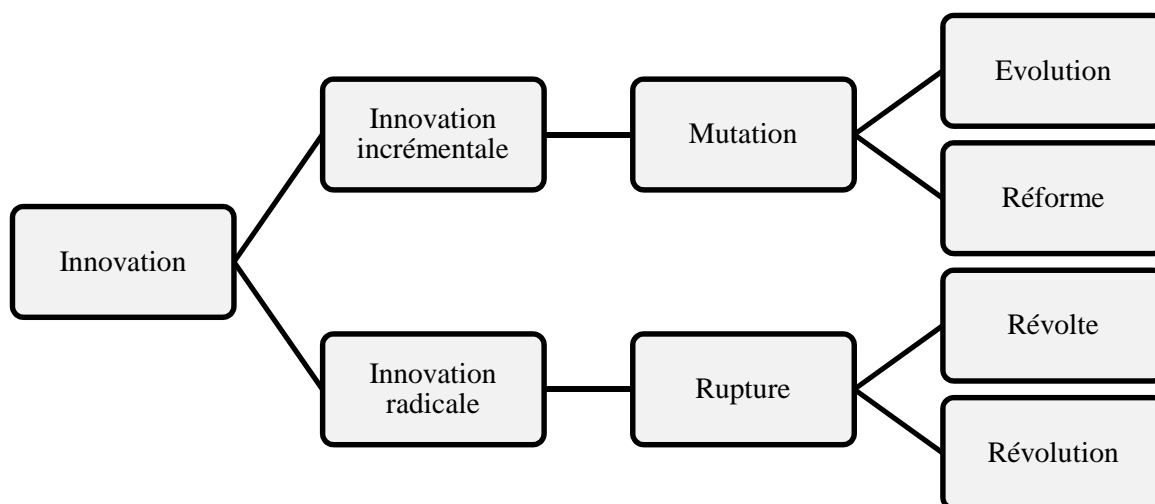 Innovation
Innovation
incrémentale
Mutation
Evolution
Réforme
Innovation
radicale
Rupture
Révolte
Révolution